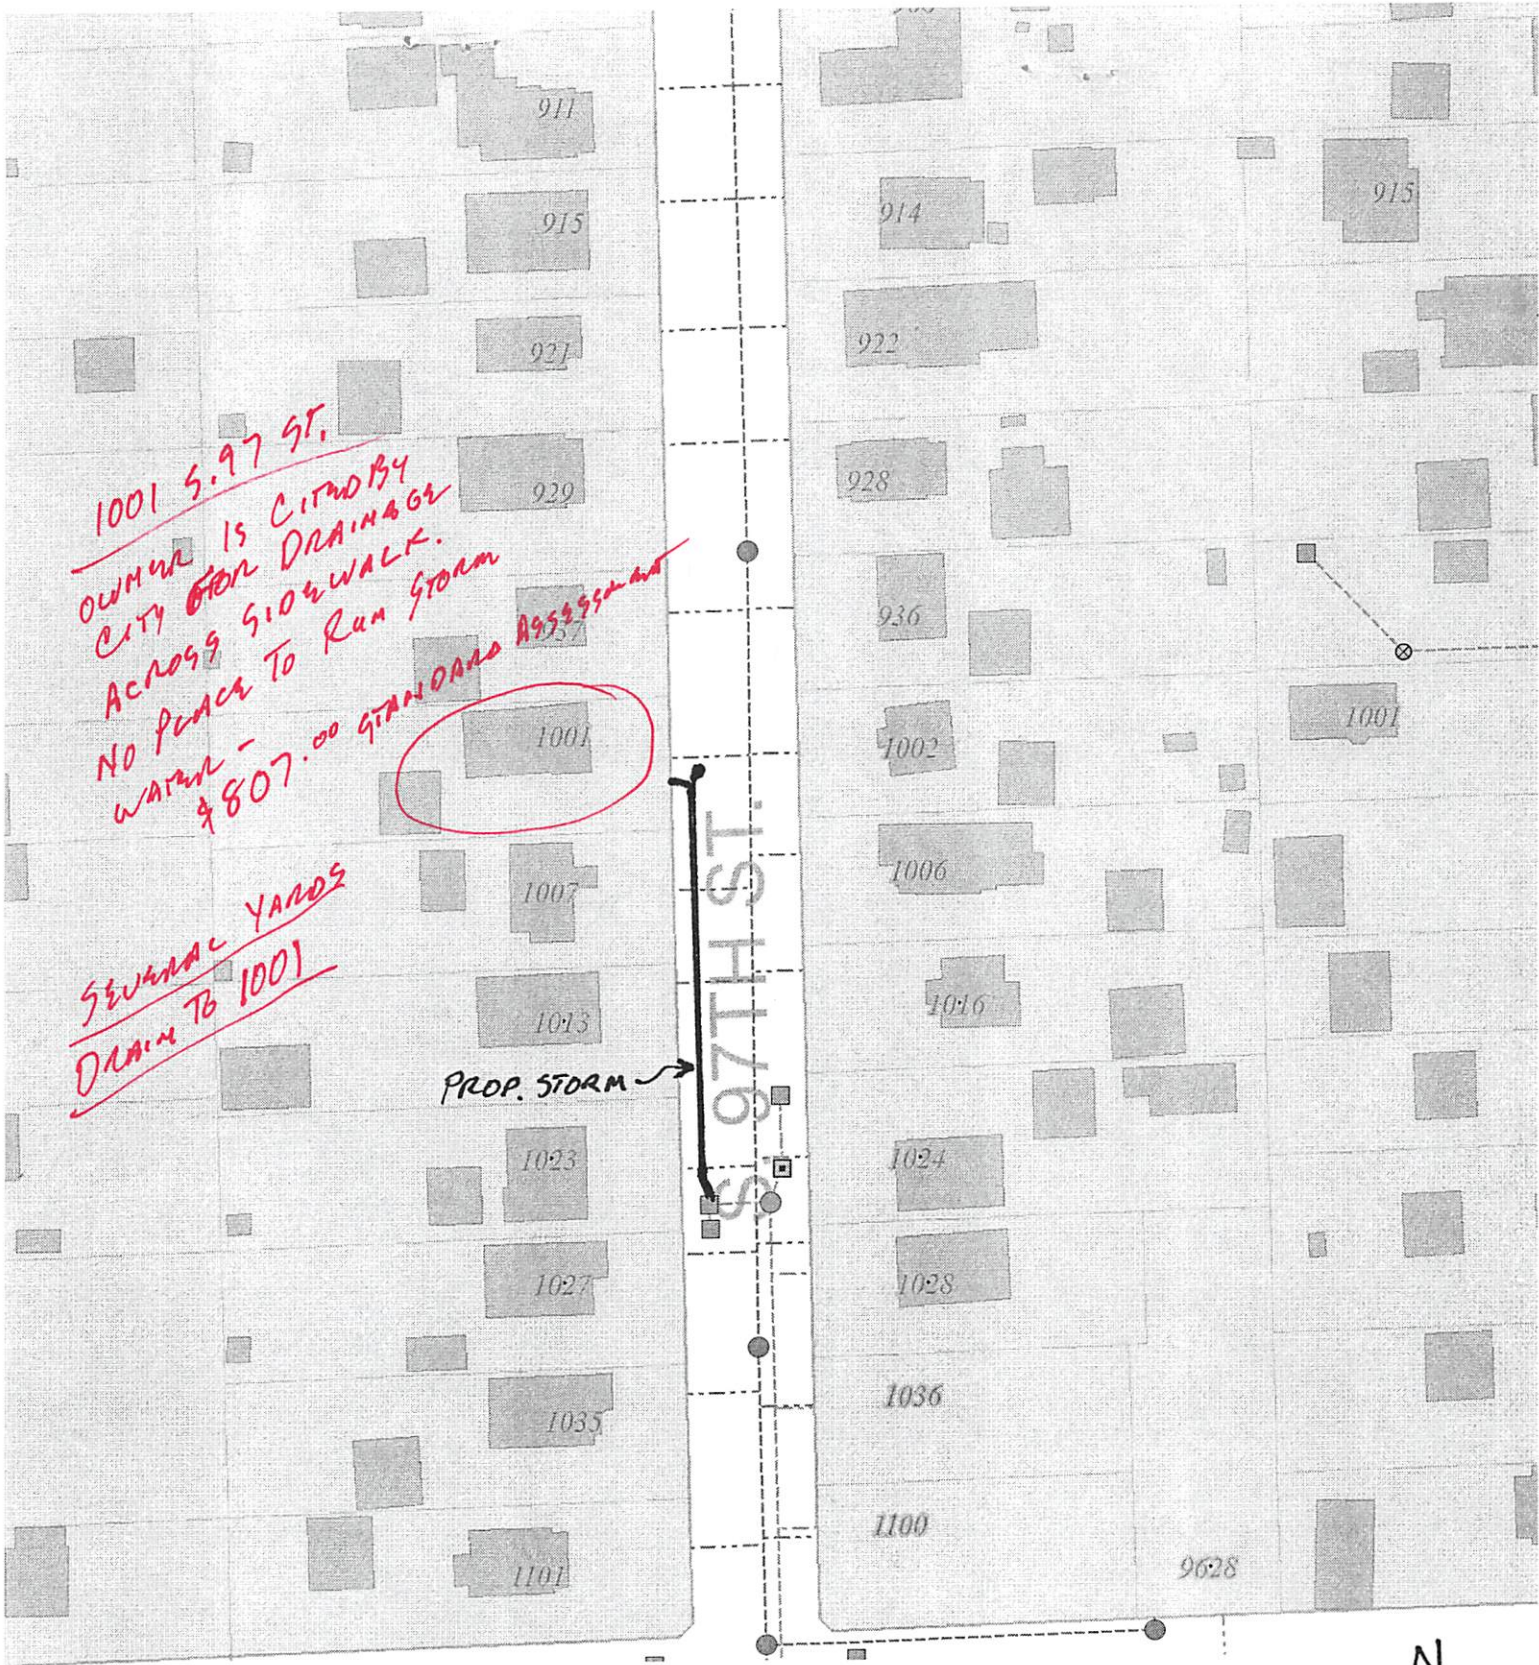 911
915
914
915
921
922
929
928
937
936
1001
1002
1001
1007
1006
1013
1016
1023
1024
1027
1028
1035
1036
1101
1100
9628
S. 97TH ST.
PROP. STORM
1001 S. 97 ST.
OWNER IS CITED BY
CITY FOR DRAINAGE
ACROSS SIDEWALK.
NO PLACE TO RUN STORM
WATER -
$807.00 STANDARD ASSESSMENT
SEVERAL YARDS
DRAIN TO 1001
N